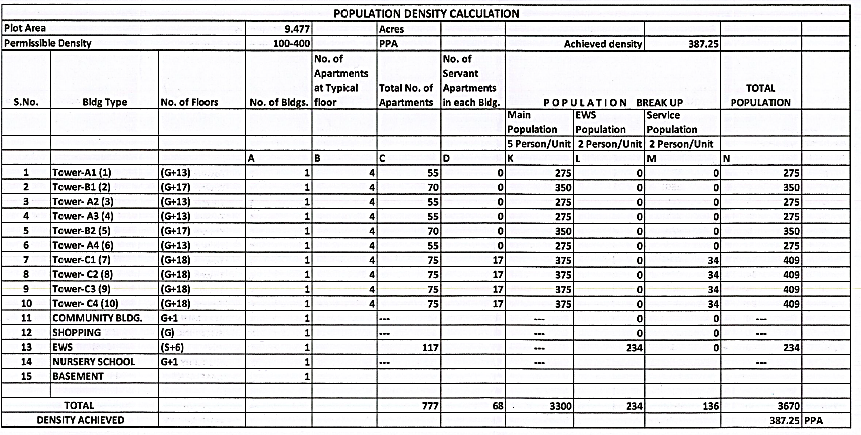 POPULATION DENSITY CALCULATION
Plot Area 9.477 Acres
Permissible Density 100-400 PPA Achieved density 387.25
S.No. Bldg Type No. of Floors No. of Bldgs. No. of Apartments at Typical floor Total No. of Apartments No. of Servant Apartments in each Bldg. POPULATION BREAK UP TOTAL POPULATION
Main Population EWS Population Service Population
5 Person/Unit 2 Person/Unit 2 Person/Unit
A B C D K L M N
1 Tower-A1 (1) (G+13) 1 4 55 0 275 0 0 275
2 Tower-B1 (2) (G+17) 1 4 70 0 350 0 0 350
3 Tower- A2 (3) (G+13) 1 4 55 0 275 0 0 275
4 Tower- A3 (4) (G+13) 1 4 55 0 275 0 0 275
5 Tower-B2 (5) (G+17) 1 4 70 0 350 0 0 350
6 Tower- A4 (6) (G+13) 1 4 55 0 275 0 0 275
7 Tower-C1 (7) (G+18) 1 4 75 17 375 0 34 409
8 Tower- C2 (8) (G+18) 1 4 75 17 375 0 34 409
9 Tower-C3 (9) (G+18) 1 4 75 17 375 0 34 409
10 Tower- C4 (10) (G+18) 1 4 75 17 375 0 34 409
11 COMMUNITY BLDG. G+1 1 --- --- 0 0 ---
12 SHOPPING (G) 1 --- --- 0 0 ---
13 EWS (S+6) 1 117 --- 234 0 234
14 NURSERY SCHOOL G+1 1 --- --- ---
15 BASEMENT 1
TOTAL 777 68 3300 234 136 3670
DENSITY ACHIEVED 387.25 PPA